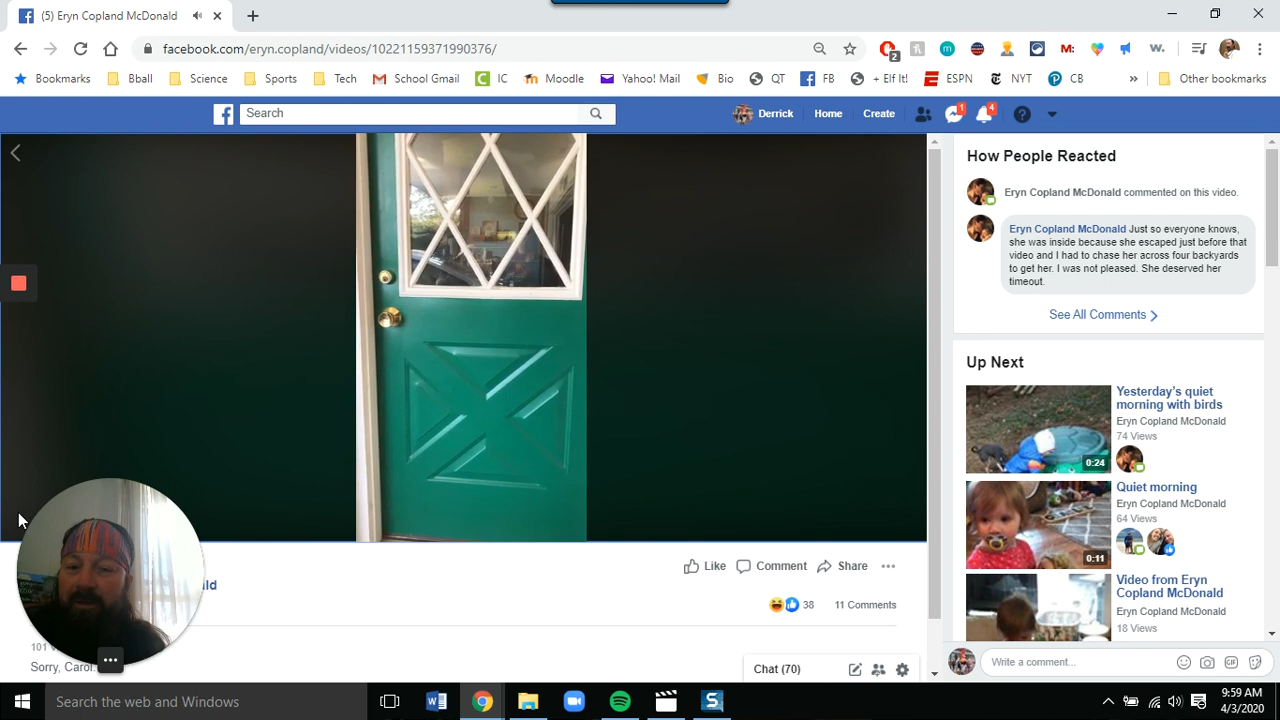 (5) Eryn Copland McDonald
facebook.com/eryn.copland/videos/10221159371990376/
2
M:
w.
Bookmarks
Bball
Science
Sports
Tech
School Gmail
IC
Moodle
Yahoo! Mail
Bio
QT
FB
+ Elf It!
ESPN
NYT
CB
»
Other bookmarks
Search
Derrick
Home
Create
1
4
How People Reacted
Eryn Copland McDonald commented on this video.
Eryn Copland McDonald Just so everyone knows,
she was inside because she escaped just before that
video and I had to chase her across four backyards
to get her. I was not pleased. She deserved her
timeout.
See All Comments
Up Next
Yesterday's quiet
morning with birds
Eryn Copland McDonald
74 Views
0:24
Quiet morning
Eryn Copland McDonald
64 Views
0:11
Video from Eryn
Copland McDonald
Eryn Copland McDonald
18 Views
Like
Comment
Share
38
11 Comments
ld
101
Sorry, Carol
Chat (70)
Write a comment...
GIF
Search the web and Windows
9:59 AM
4/3/2020